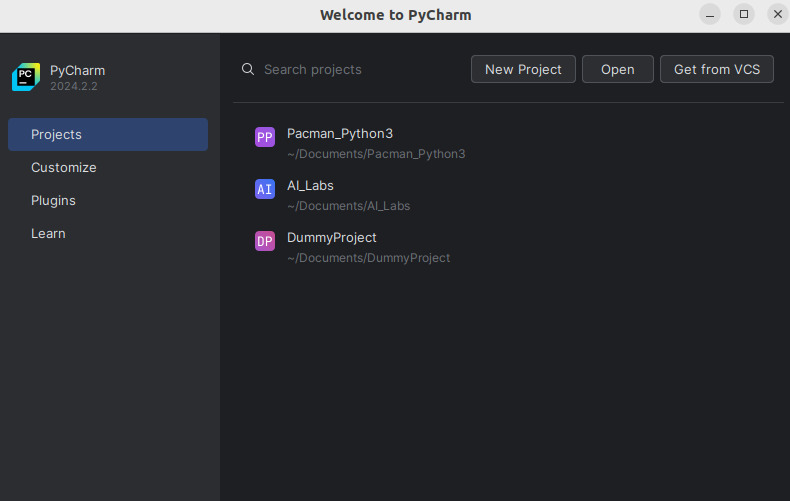 Welcome to PyCharm
PC
PyCharm
2024.2.2
Projects
Customize
Plugins
Learn
Search projects
New Project
Open
Get from VCS
PP
Pacman_Python3
~/Documents/Pacman_Python3
AI
AI_Labs
~/Documents/AI_Labs
DP
DummyProject
~/Documents/DummyProject